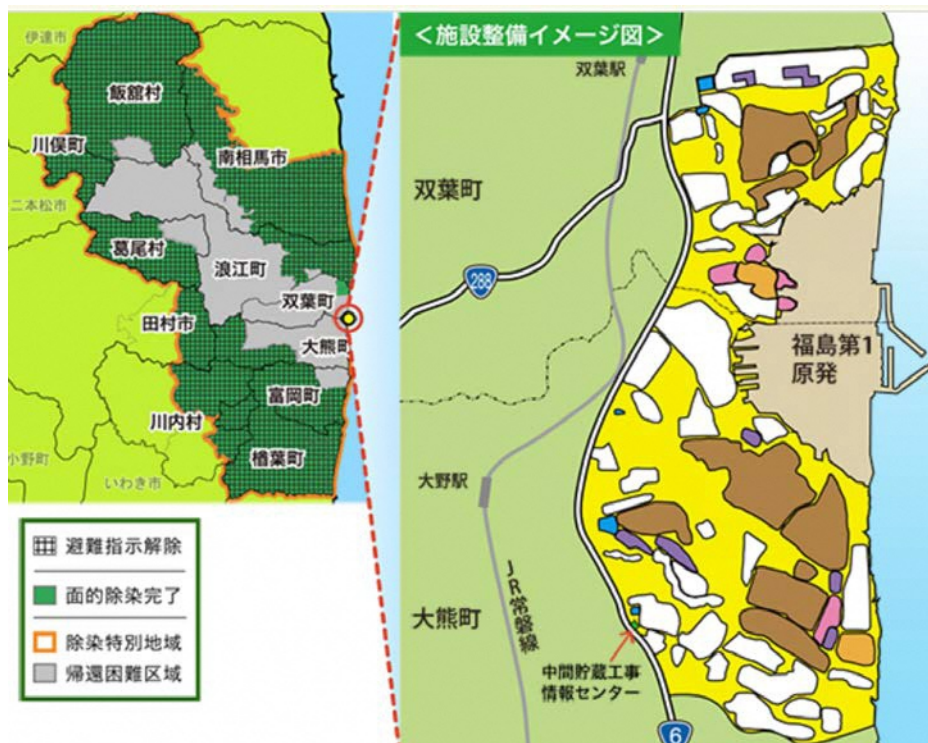 伊達市
飯舘村
川俣町
南相馬市
二本松市
葛尾村
浪江町
双葉町
田村市
大熊町
富岡町
川内村
楢葉町
小野町
いわき市
避難指示解除
面的除染完了
除染特別地域
帰還困難区域
＜施設整備イメージ図＞
双葉駅
双葉町
288
福島第1
原発
大野駅
JR常磐線
大熊町
中間貯蔵工事
情報センター
6